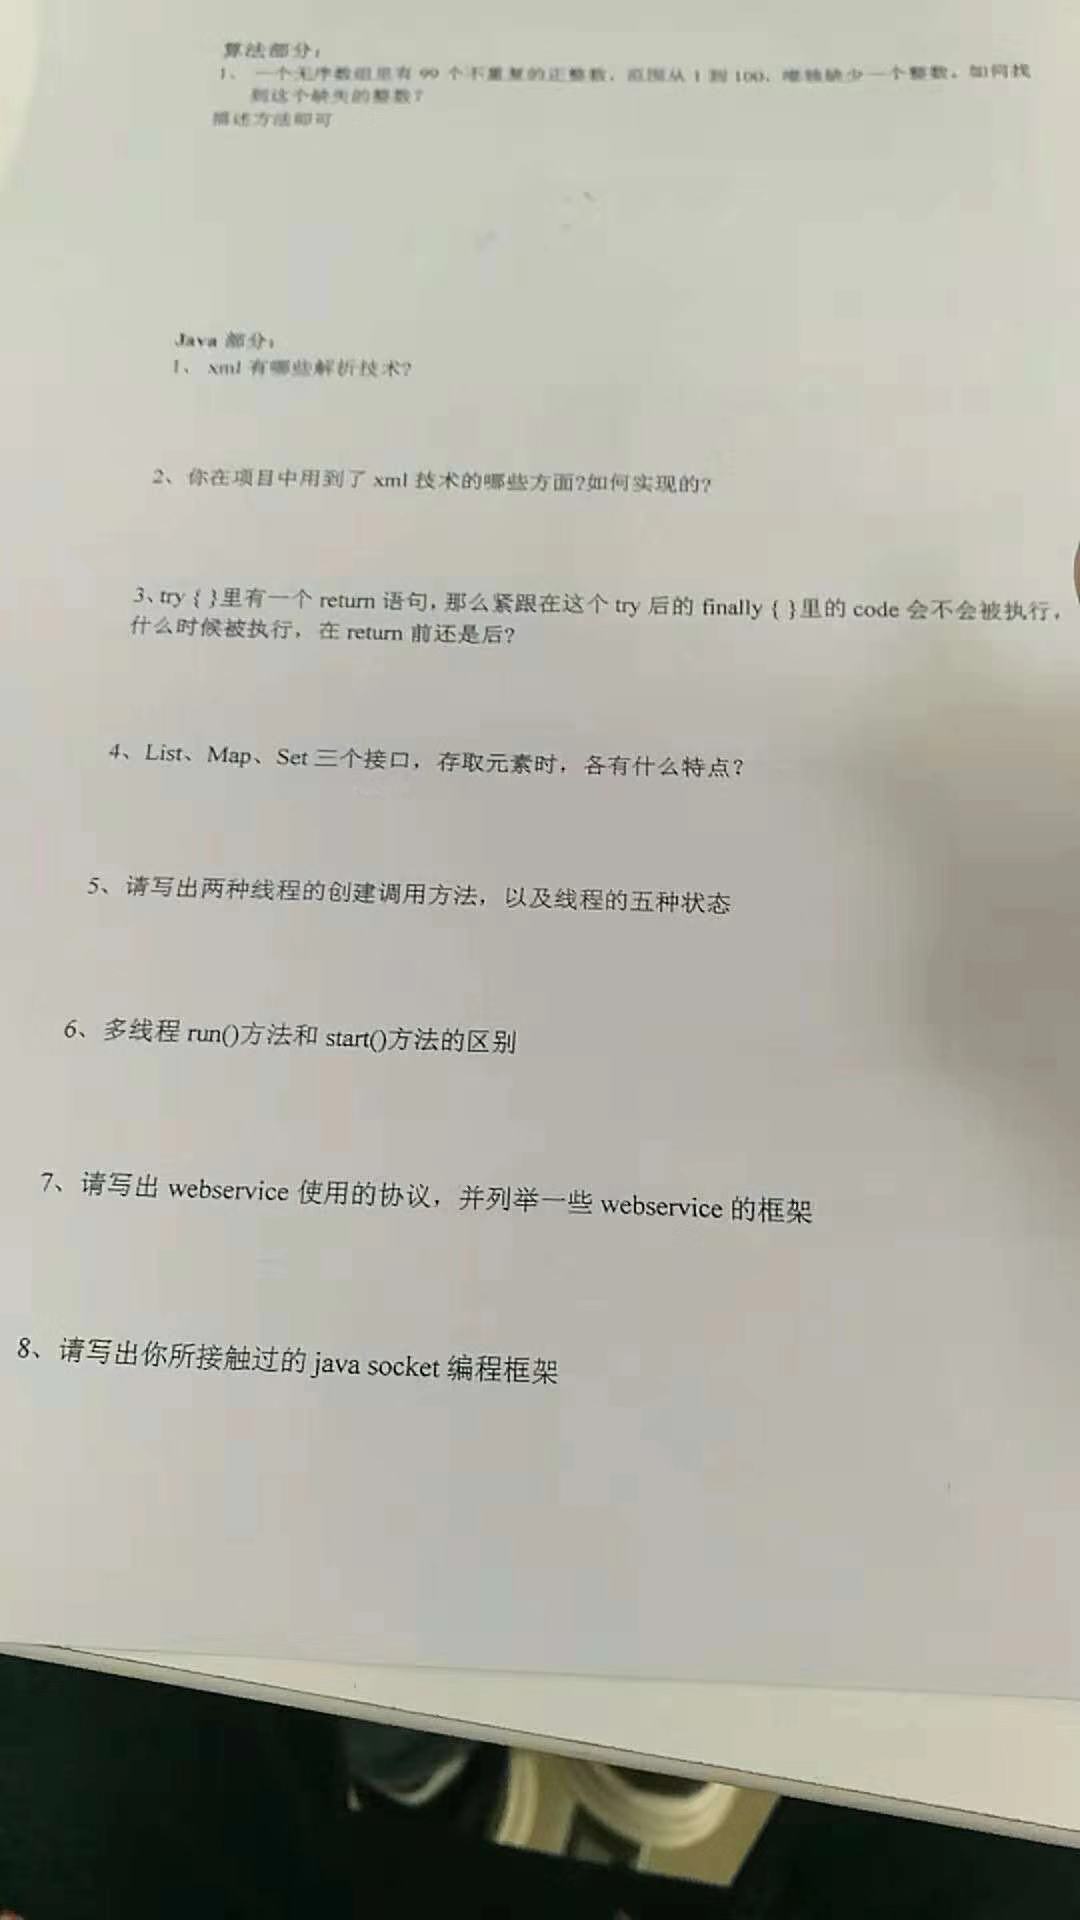 算法部分：
1、 一个无序数组里有 99 个不重复的正整数，范围从 1 到 100，唯独缺少一个整数。如何找
到这个缺失的整数？
描述方法即可
Java 部分：
1、 xml 有哪些解析技术?
2、你在项目中用到了 xml 技术的哪些方面?如何实现的?
3、try { }里有一个 return 语句，那么紧跟在这个 try 后的 finally { }里的 code 会不会被执行，
什么时候被执行，在 return 前还是后?
4、List、Map、Set 三个接口，存取元素时，各有什么特点？
5、请写出两种线程的创建调用方法，以及线程的五种状态
6、多线程 run()方法和 start()方法的区别
7、请写出 webservice 使用的协议，并列举一些 webservice 的框架
8、请写出你所接触过的 java socket 编程框架